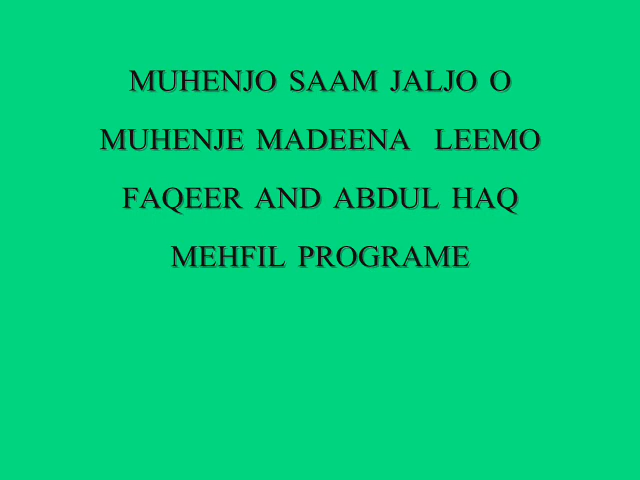 MUHENJO SAAM JALJO O
MUHENJE MADEENA LEEMO
FAQEER AND ABDUL HAQ
MEHFIL PROGRAME